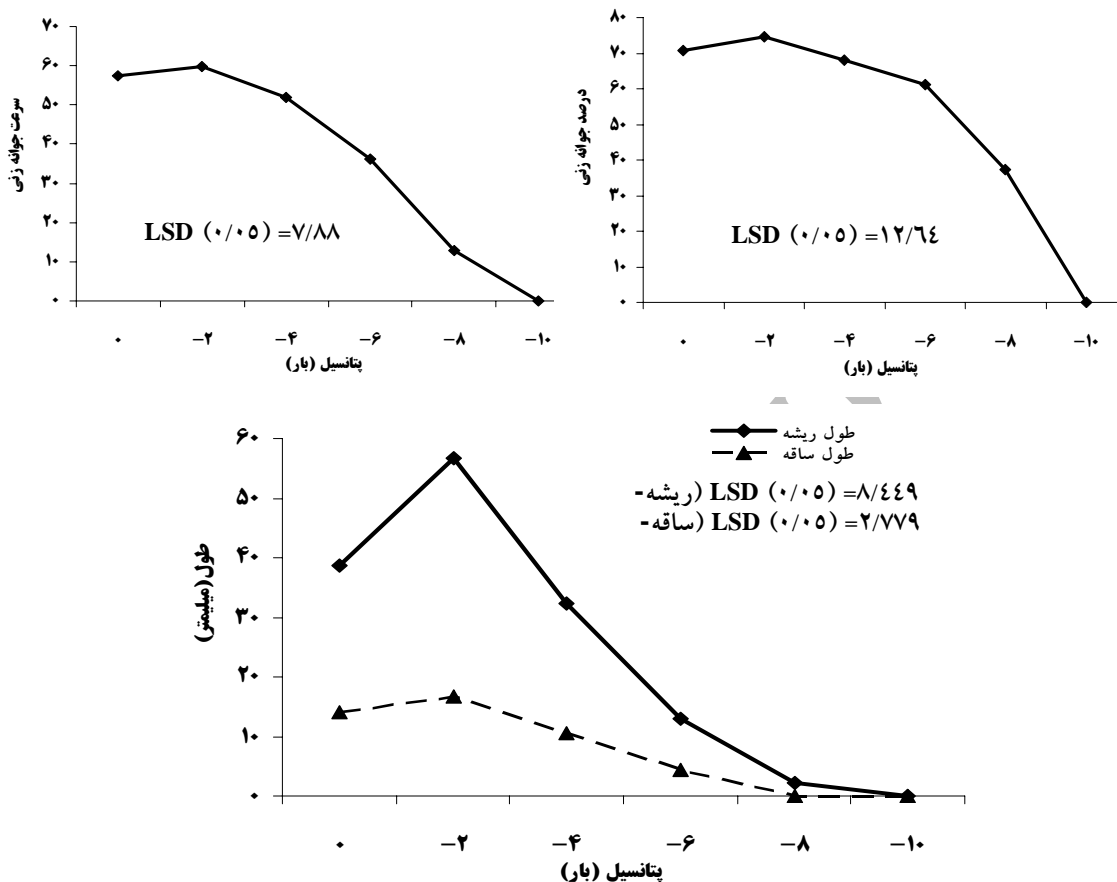 ۷۰
۶۰
۵۰
۴۰
۳۰
۲۰
۱۰
۰
سرعت جوانه زنی
LSD (۰/۰۵) =۷/۸۸
۰ -۲ -۴ -۶ -۸ -۱۰
پتانسیل (بار)
۸۰
۷۰
۶۰
۵۰
۴۰
۳۰
۲۰
۱۰
۰
درصد جوانه زنی
LSD (۰/۰۵) =۱۲/٦٤
۰ -۲ -۴ -۶ -۸ -۱۰
پتانسیل (بار)
طول ریشه
طول ساقه
-ریشه) LSD (۰/۰۵) =۸/٤٤۹
-ساقه) LSD (۰/۰۵) =۲/۷۷۹
۶۰
۵۰
۴۰
۳۰
۲۰
۱۰
۰
طول (میلیمتر)
۰ -۲ -۴ -۶ -۸ -۱۰
پتانسیل (بار)